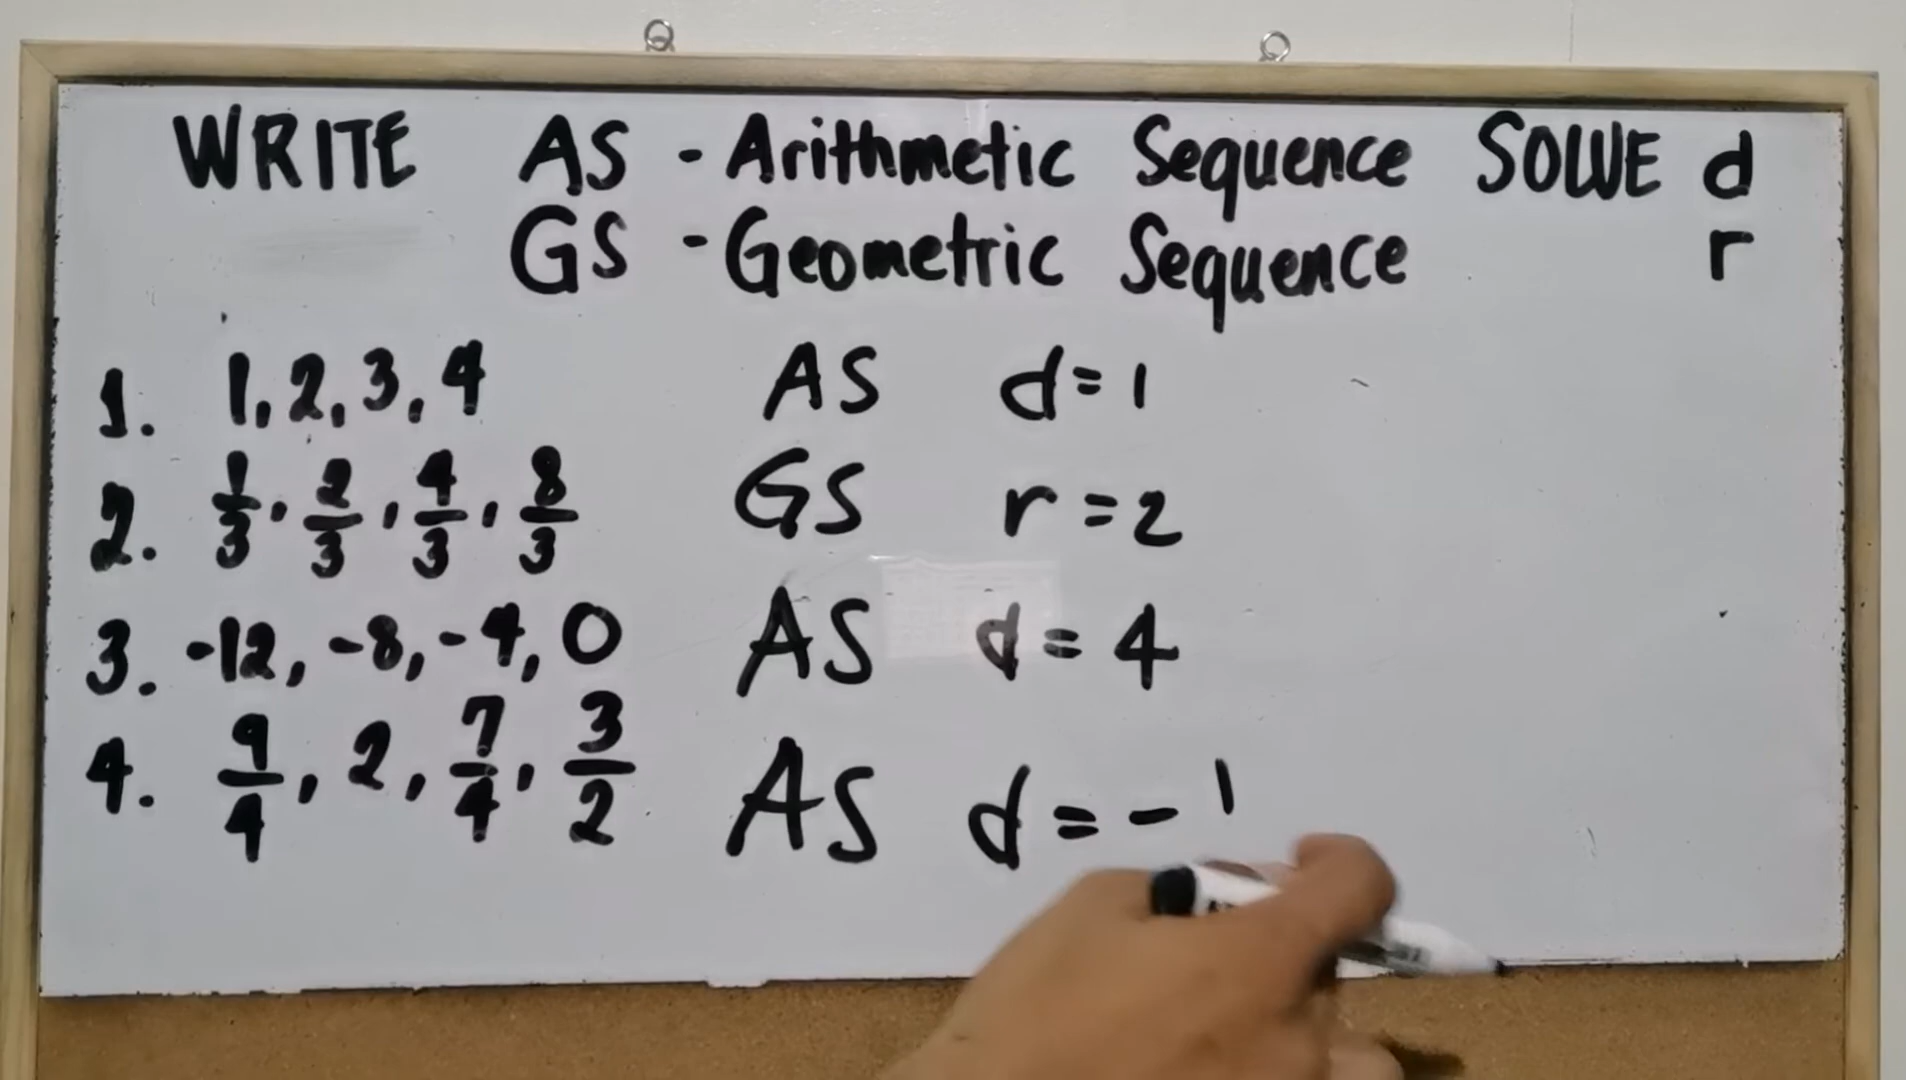 WRITE AS - Arithmetic Sequence SOLVE d
GS - Geometric Sequence r
1. 1, 2, 3, 4 AS d = 1
2. 1/3, 2/3, 4/3, 8/3 GS r = 2
3. -12, -8, -4, 0 AS d = 4
4. 9/4, 2, 7/4, 3/2 AS d = - 1